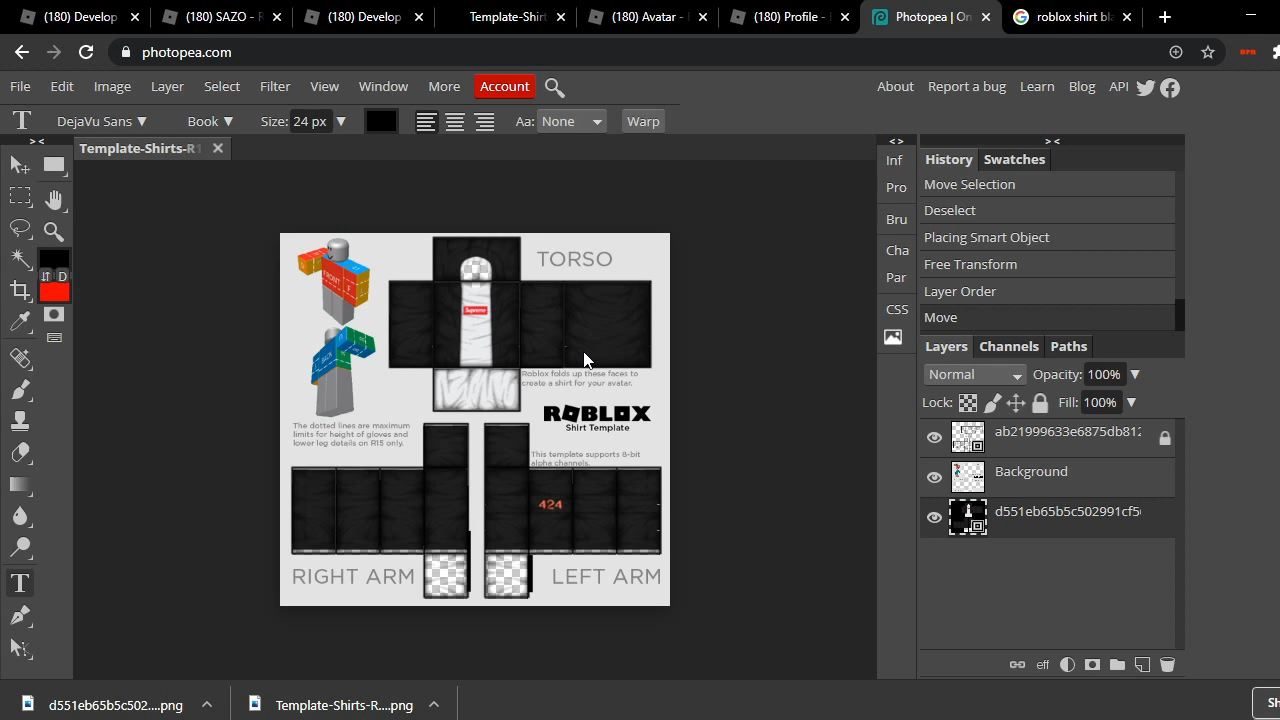 (180) Develop
(180) SAZO - R
(180) Develop
Template-Shirt
(180) Avatar -
(180) Profile -
Photopea | On
roblox shirt bla
photopea.com
File Edit Image Layer Select Filter View Window More Account
About Report a bug Learn Blog API
DejaVu Sans Book Size: 24 px Aa: None Warp
Template-Shirts-R1
> <
< >
> <
Inf
Pro
Bru
Cha
Par
CSS
History Swatches
Move Selection
Deselect
Placing Smart Object
Free Transform
Layer Order
Move
Layers Channels Paths
Normal Opacity: 100%
Lock: Fill: 100%
ab21999633e8275db812
Background
d551eb65b5c502991cf5
eff
D
TORSO
FRONT
BACK
Supreme
Roblox folds up these faces to
create a shirt for your avatar.
ROBLOX
Shirt Template
The dotted lines are maximum
limits for height of gloves and
lower leg details on R15 only.
This template supports 8-bit
alpha channels.
424
RIGHT ARM
LEFT ARM
d551eb65b5c502....png
Template-Shirts-R....png
Sh